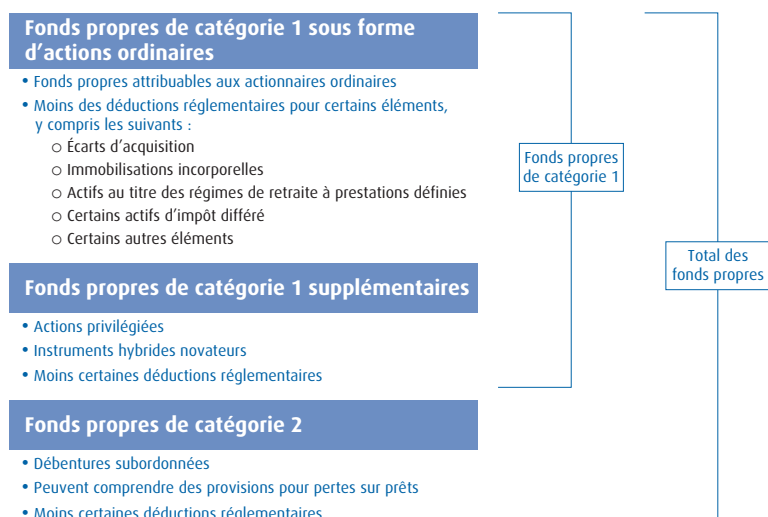 Fonds propres de catégorie 1 sous forme
d’actions ordinaires
• Fonds propres attribuables aux actionnaires ordinaires
• Moins des déductions réglementaires pour certains éléments,
y compris les suivants :
○ Écarts d’acquisition
○ Immobilisations incorporelles
○ Actifs au titre des régimes de retraite à prestations définies
○ Certains actifs d’impôt différé
○ Certains autres éléments
Fonds propres
de catégorie 1
Total des
fonds propres
Fonds propres de catégorie 1 supplémentaires
• Actions privilégiées
• Instruments hybrides novateurs
• Moins certaines déductions réglementaires
Fonds propres de catégorie 2
• Débentures subordonnées
• Peuvent comprendre des provisions pour pertes sur prêts
• Moins certaines déductions réglementaires